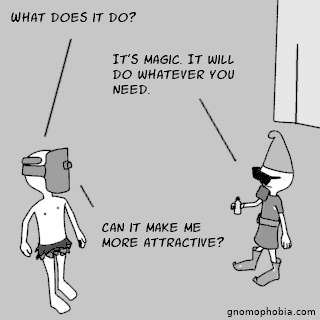 WHAT DOES IT DO?
IT'S MAGIC. IT WILL
DO WHATEVER YOU
NEED.
CAN IT MAKE ME
MORE ATTRACTIVE?
gnomophobia.com